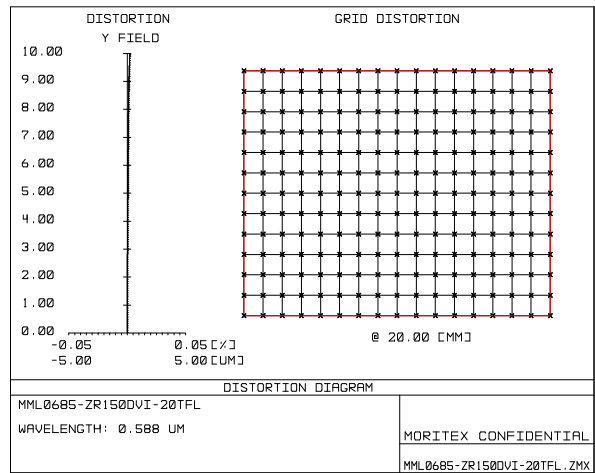 DISTORTION
Y FIELD
10.00
9.00
8.00
7.00
6.00
5.00
4.00
3.00
2.00
1.00
0.00
-0.05 0.05[%]
-5.00 5.00[UM]
GRID DISTORTION
@ 20.00 [MM]
DISTORTION DIAGRAM
MML0685-ZR150DVI-20TFL
WAVELENGTH: 0.588 UM
MORITEX CONFIDENTIAL
MML0685-ZR150DVI-20TFL.ZMX